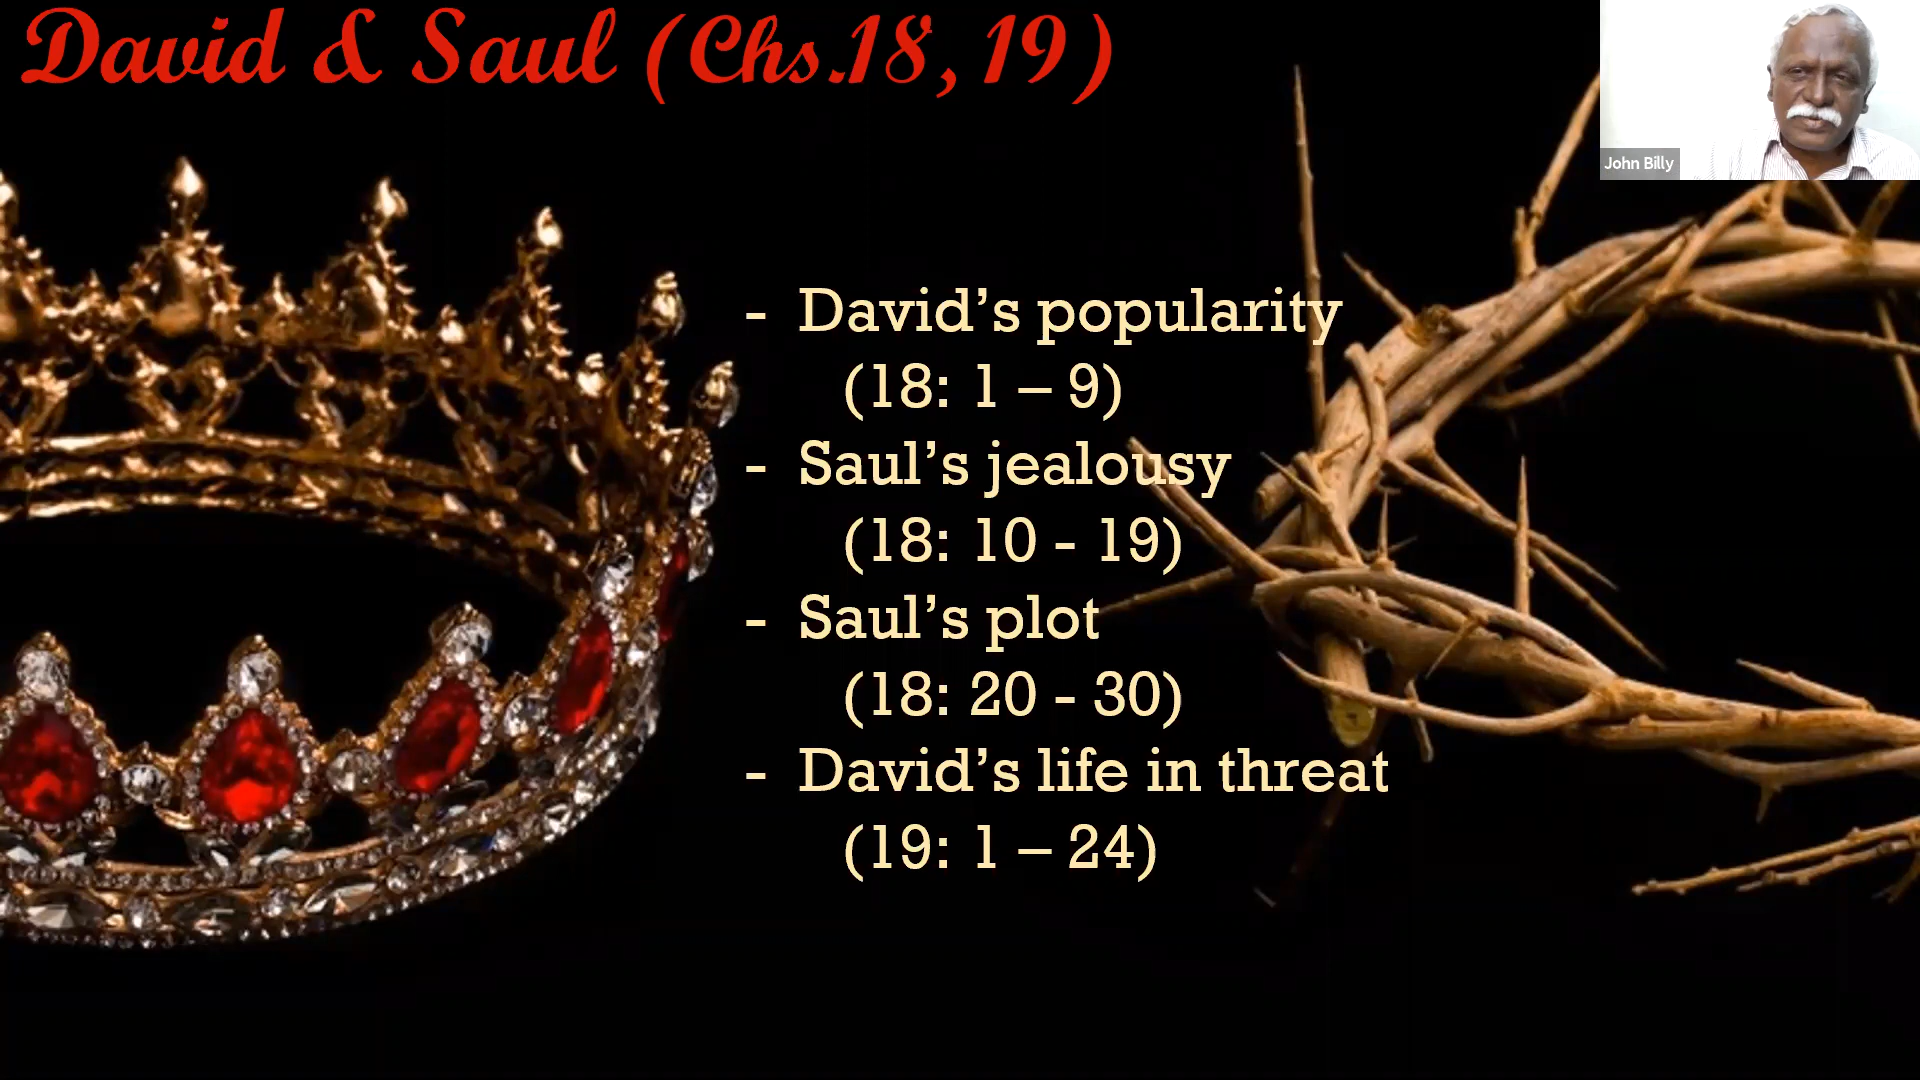 David & Saul (Chs.18, 19)
John Billy
- David’s popularity
(18: 1 – 9)
- Saul’s jealousy
(18: 10 - 19)
- Saul’s plot
(18: 20 - 30)
- David’s life in threat
(19: 1 – 24)